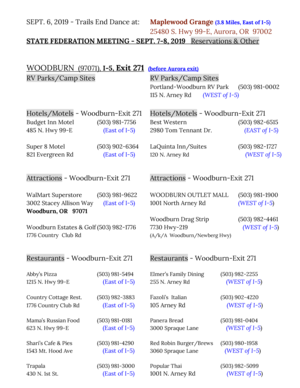 SEPT. 6, 2019 - Trails End Dance at: Maplewood Grange (3.8 Miles, East of I-5)
25480 S. Hwy 99-E, Aurora, OR 97002
STATE FEDERATION MEETING - SEPT. 7-8, 2019 Reservations & Other
WOODBURN (97071), I-5, Exit 271 (before Aurora exit)
RV Parks/Camp Sites RV Parks/Camp Sites
Portland-Woodburn RV Park (503) 981-0002
115 N. Arney Rd (WEST of I-5)
Hotels/Motels - Woodburn-Exit 271 Hotels/Motels - Woodburn-Exit 271
Budget Inn Motel (503) 981-7756 Best Western (503) 982-6515
485 N. Hwy 99-E (East of I-5) 2980 Tom Tennant Dr. (EAST of I-5)
Super 8 Motel (503) 902-6364 LaQuinta Inn/Suites (503) 982-1727
821 Evergreen Rd (East of I-5) 120 N. Arney Rd (WEST of I-5)
Attractions - Woodburn-Exit 271 Attractions - Woodburn-Exit 271
WalMart Superstore (503) 981-9622 WOODBURN OUTLET MALL (503) 981-1900
3002 Stacey Allison Way (East of I-5) 1001 North Arney Rd (WEST of I-5)
Woodburn, OR 97071
Woodburn Drag Strip (503) 982-4461
Woodburn Estates & Golf (503) 982-1776 7730 Hwy-219 (WEST of I-5)
1776 Country Club Rd (A/K/A Woodburn/Newberg Hwy)
Restaurants - Woodburn-Exit 271 Restaurants - Woodburn-Exit 271
Abby's Pizza (503) 981-5494 Elmer's Family Dining (503) 982-2255
1215 N. Hwy 99-E (East of I-5) 255 N. Arney Rd (WEST of I-5)
Country Cottage Rest. (503) 982-3883 Fazoli's Italian (503) 902-4220
1776 Country Club Rd (East of I-5) 105 Arney Rd (WEST of I-5)
Mama's Russian Food (503) 981-0181 Panera Bread (503) 981-0404
623 N. Hwy 99-E (East of I-5) 3000 Sprague Lane (WEST of I-5)
Shari's Cafe & Pies (503) 981-4290 Red Robin Burger/Brews (503) 980-1958
1543 Mt. Hood Ave (East of I-5) 3060 Sprague Lane (WEST of I-5)
Trapala (503) 981-3000 Popular Thai (503) 982-5099
430 N. 1st St. (East of I-5) 1001 N. Arney Rd (WEST of I-5)